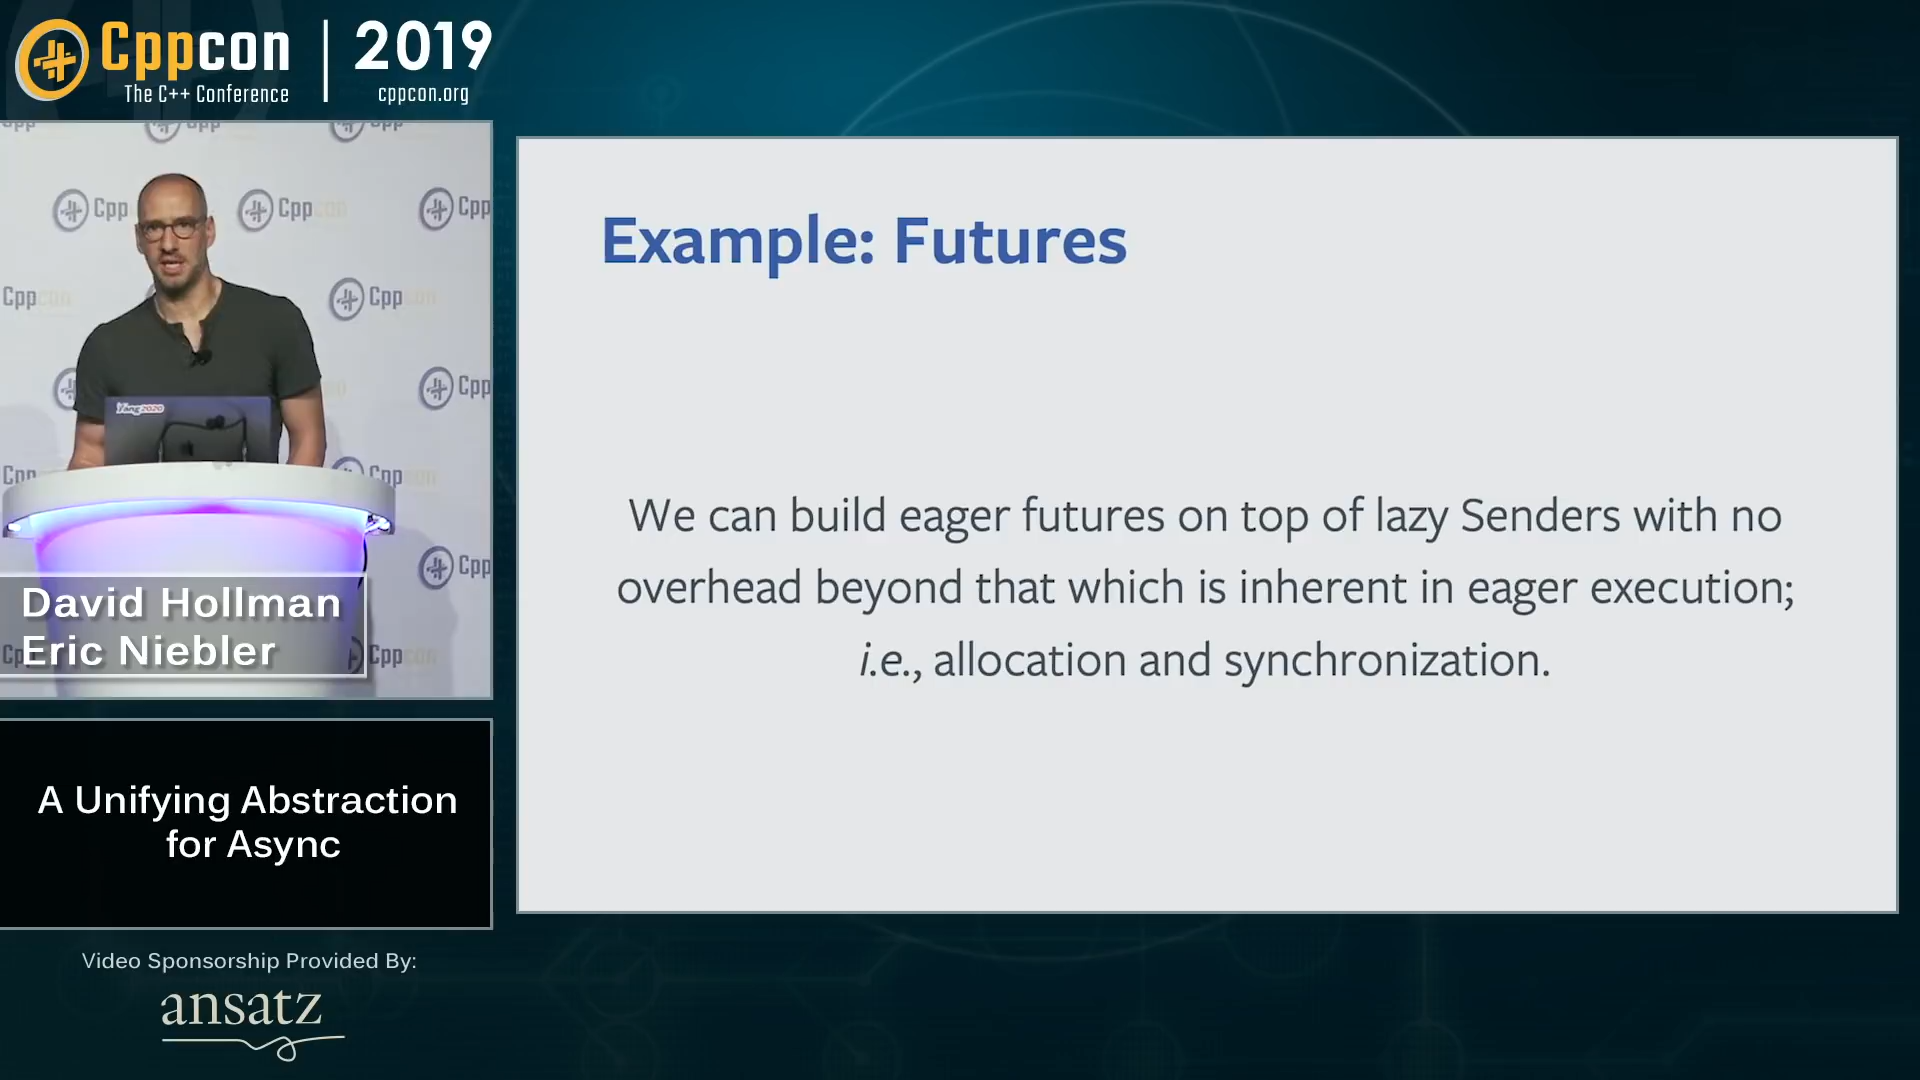 Cppcon
The C++ Conference
2019
cppcon.org
Cppcon
Yang2020
David Hollman
Eric Niebler
A Unifying Abstraction
for Async
Video Sponsorship Provided By:
ansatz
Example: Futures
We can build eager futures on top of lazy Senders with no
overhead beyond that which is inherent in eager execution;
i.e., allocation and synchronization.